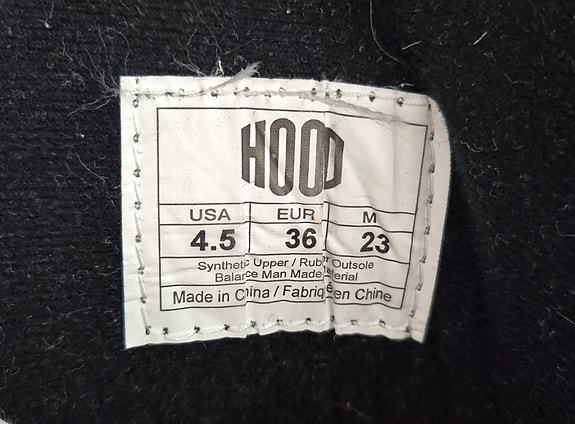 HOOD
USA EUR M
4.5 36 23
Synthetic Upper / Rubber Outsole
Balance Man Made Material
Made in China / Fabriqué en Chine